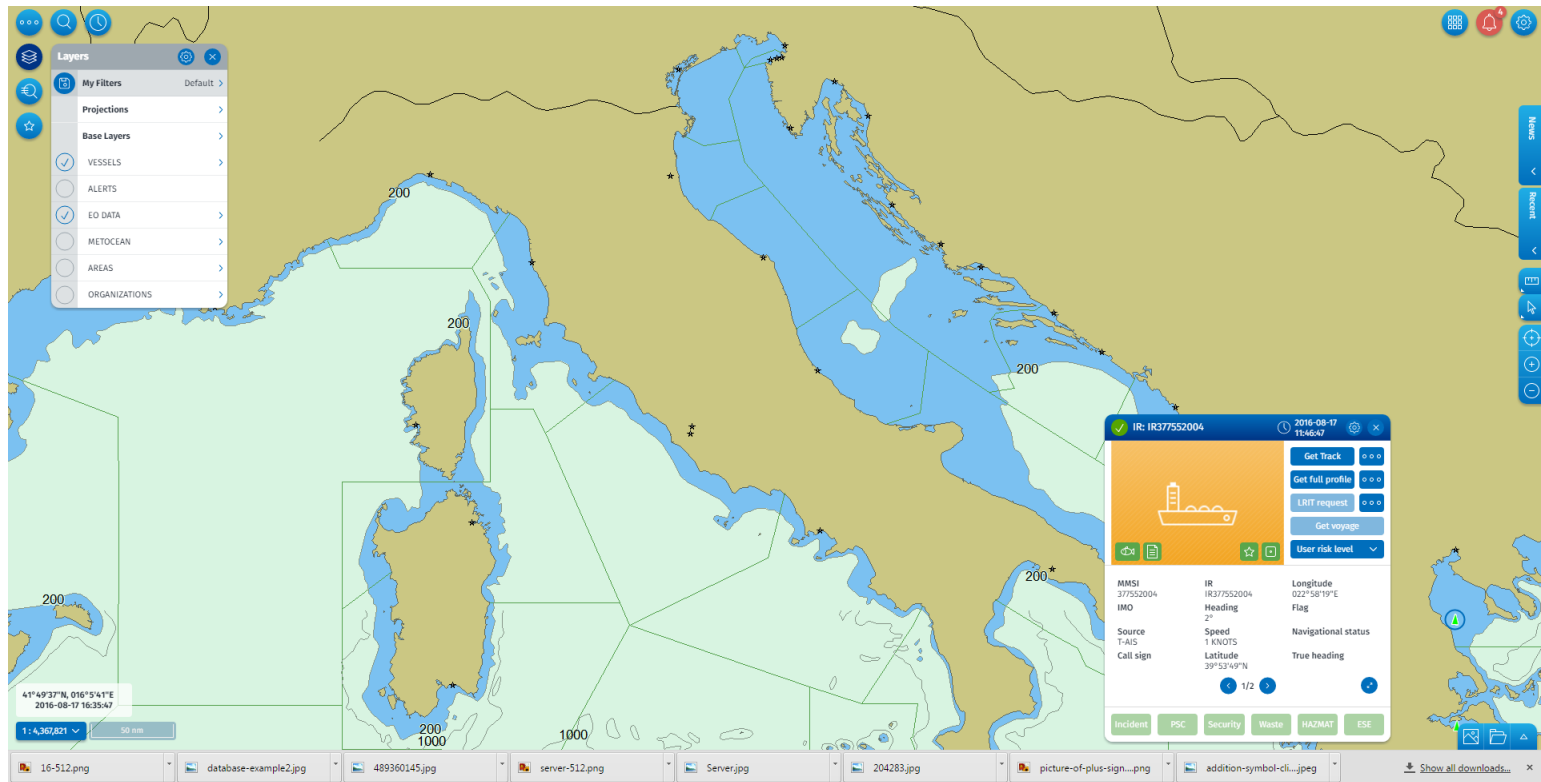 4
Layers
My Filters
Default
Projections
Base Layers
VESSELS
ALERTS
EO DATA
METOCEAN
AREAS
ORGANIZATIONS
News
Recent
200
200
200
200
200
200
1000
1000
IR: IR377552004
2016-08-17
11:46:47
Get Track
Get full profile
LRIT request
Get voyage
User risk level
MMSI
377552004
IR
IR377552004
Longitude
022°58'19"E
IMO
Heading
2°
Flag
Source
T-AIS
Speed
1 KNOTS
Navigational status
Call sign
Latitude
39°53'49"N
True heading
1/2
Incident
PSC
Security
Waste
HAZMAT
ESE
41°49'37"N, 016°5'41"E
2016-08-17 16:35:47
1 : 4,367,821
50 nm
16-512.png
database-example2.jpg
489360145.jpg
server-512.png
Server.jpg
204283.jpg
picture-of-plus-sign....png
addition-symbol-cli....jpeg
Show all downloads...